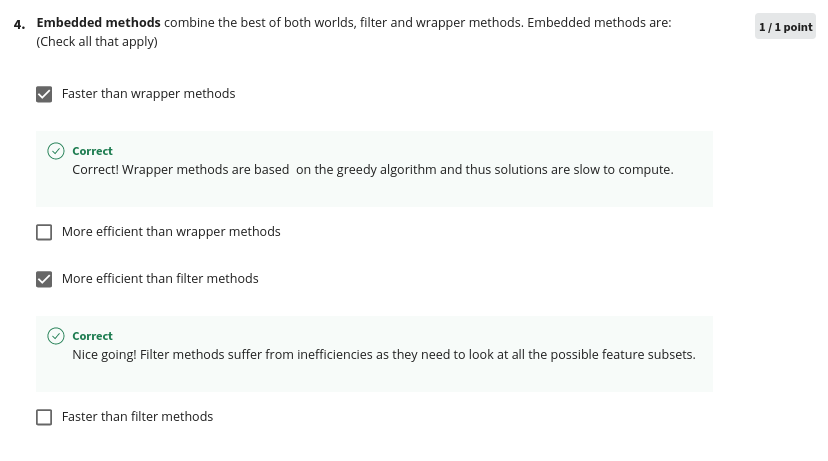 4. Embedded methods combine the best of both worlds, filter and wrapper methods. Embedded methods are:
(Check all that apply)
1 / 1 point
Faster than wrapper methods
Correct
Correct! Wrapper methods are based  on the greedy algorithm and thus solutions are slow to compute.
More efficient than wrapper methods
More efficient than filter methods
Correct
Nice going! Filter methods suffer from inefficiencies as they need to look at all the possible feature subsets.
Faster than filter methods